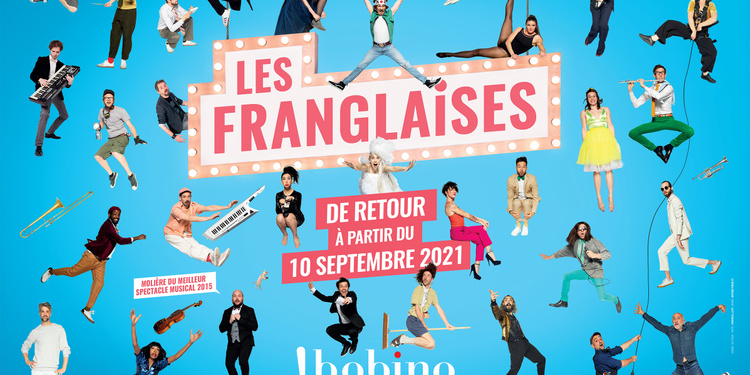 LES
FRANGLAISES
DE RETOUR
À PARTIR DU
10 SEPTEMBRE 2021
MOLIÈRE DU MEILLEUR
SPECTACLE MUSICAL 2015
!bobino